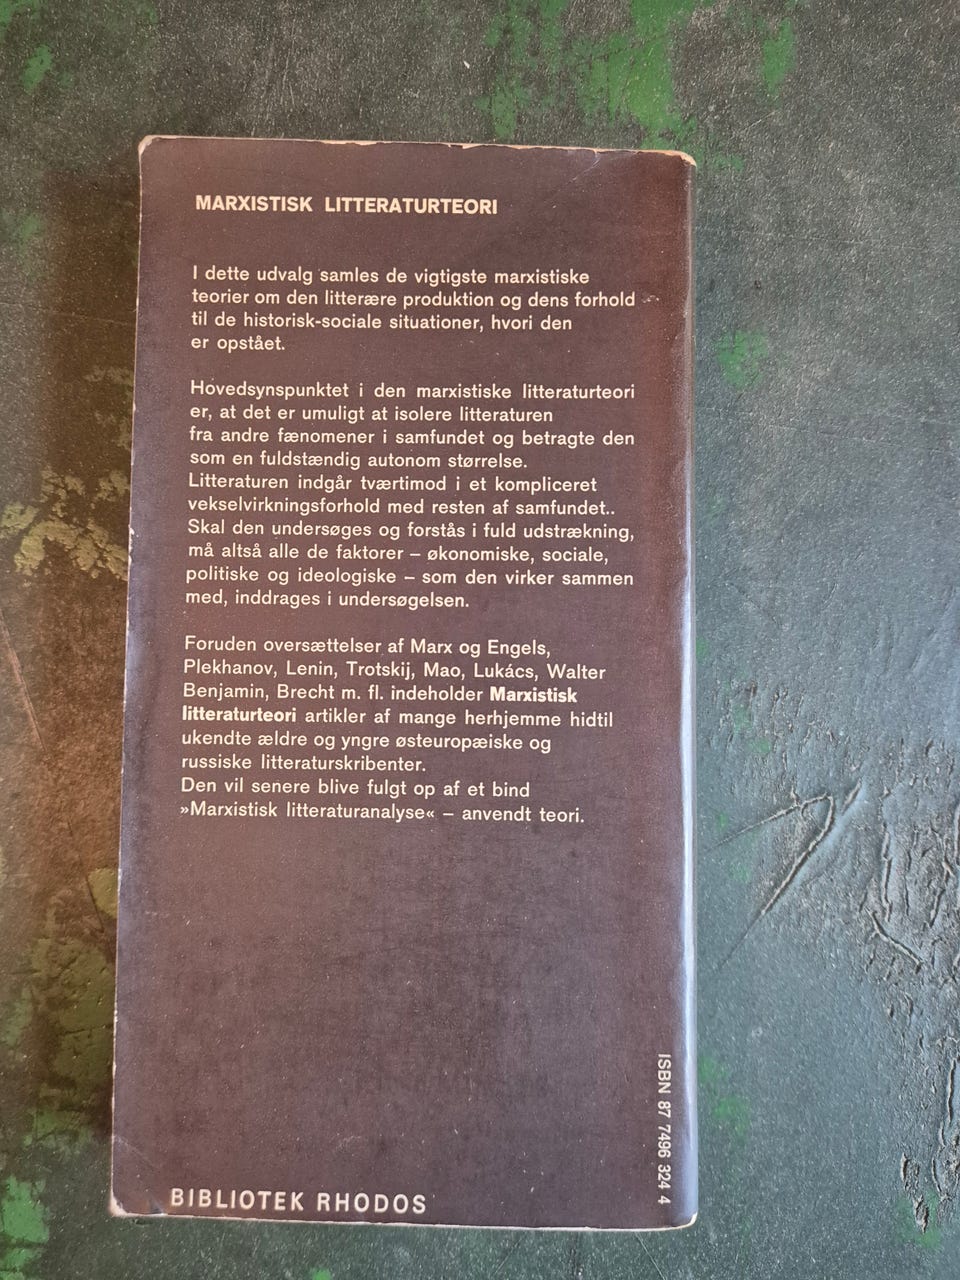 MARXISTISK LITTERATURTEORI
I dette udvalg samles de vigtigste marxistiske
teorier om den litterære produktion og dens forhold
til de historisk-sociale situationer, hvori den
er opstået.
Hovedsynspunktet i den marxistiske litteraturteori
er, at det er umuligt at isolere litteraturen
fra andre fænomener i samfundet og betragte den
som en fuldstændig autonom størrelse.
Litteraturen indgår tværtimod i et kompliceret
vekselvirkningsforhold med resten af samfundet..
Skal den undersøges og forstås i fuld udstrækning,
må altså alle de faktorer – økonomiske, sociale,
politiske og ideologiske – som den virker sammen
med, inddrages i undersøgelsen.
Foruden oversættelser af Marx og Engels,
Plekhanov, Lenin, Trotskij, Mao, Lukács, Walter
Benjamin, Brecht m. fl. indeholder Marxistisk
litteraturteori artikler af mange herhjemme hidtil
ukendte ældre og yngre østeuropæiske og
russiske litteraturskribenter.
Den vil senere blive fulgt op af et bind
»Marxistisk litteraturanalyse« – anvendt teori.
ISBN 87 7496 324 4
BIBLIOTEK RHODOS